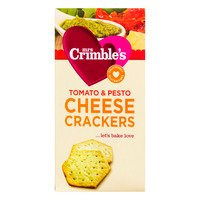 mrs
Crimble's
TOMATO & PESTO
CHEESE
CRACKERS
...let's bake love